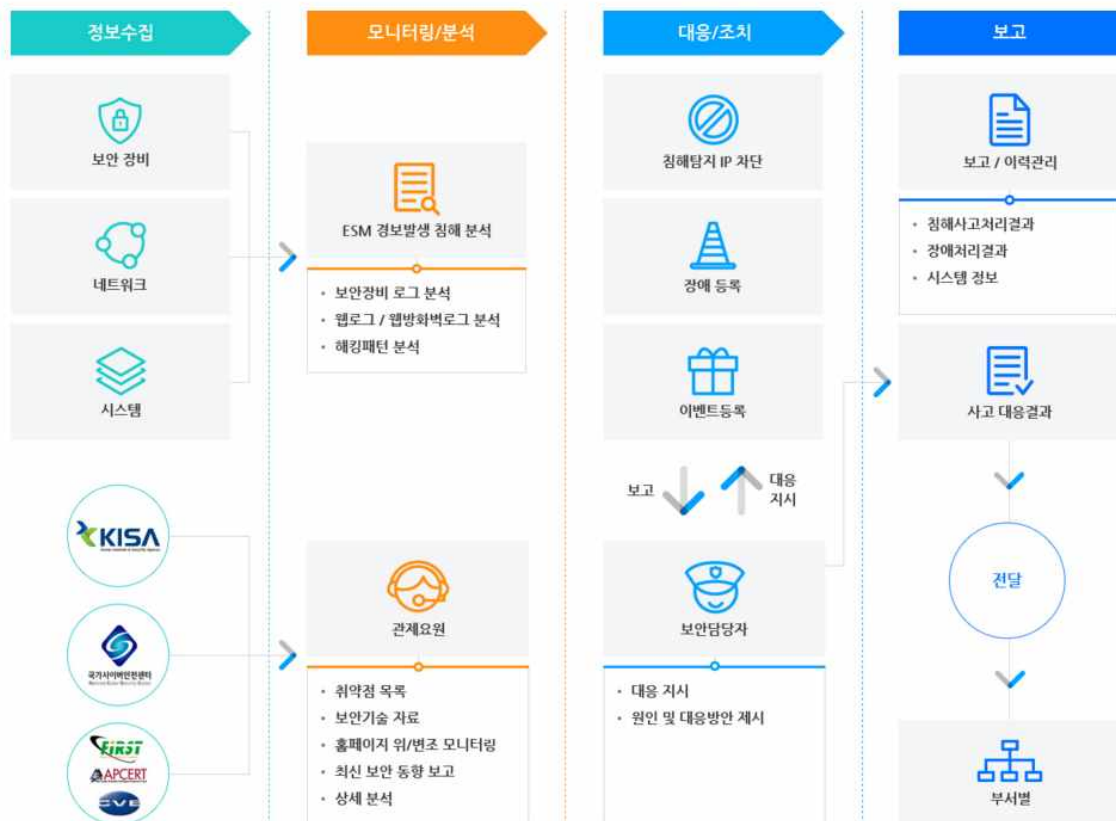 정보수집
모니터링/분석
대응/조치
보고
보안 장비
네트워크
시스템
KISA
국가사이버안전센터
FIRST
APCERT
CVE
ESM 경보발생 침해 분석
• 보안장비 로그 분석
• 웹로그 / 웹방화벽로그 분석
• 해킹패턴 분석
관제요원
• 취약점 목록
• 보안기술 자료
• 홈페이지 위/변조 모니터링
• 최신 보안 동향 보고
• 상세 분석
침해탐지 IP 차단
장애 등록
이벤트등록
보고
대응
지시
보안담당자
• 대응 지시
• 원인 및 대응방안 제시
보고 / 이력관리
• 침해사고처리결과
• 장애처리결과
• 시스템 정보
사고 대응결과
전달
부서별